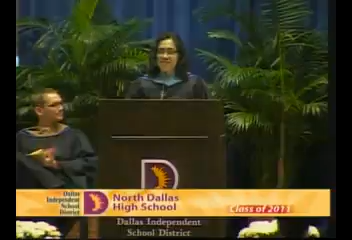 D
Dallas
Independent
School
District
North Dallas
High School
Class of 2011
Dallas Independent
School District